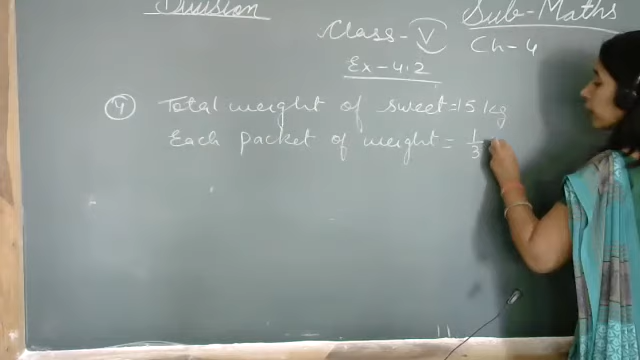 Division
Sub-Maths
Class-V
Ch-4
Ex-4.2
4 Total weight of sweet=15 kg
Each packet of weight = 1/3